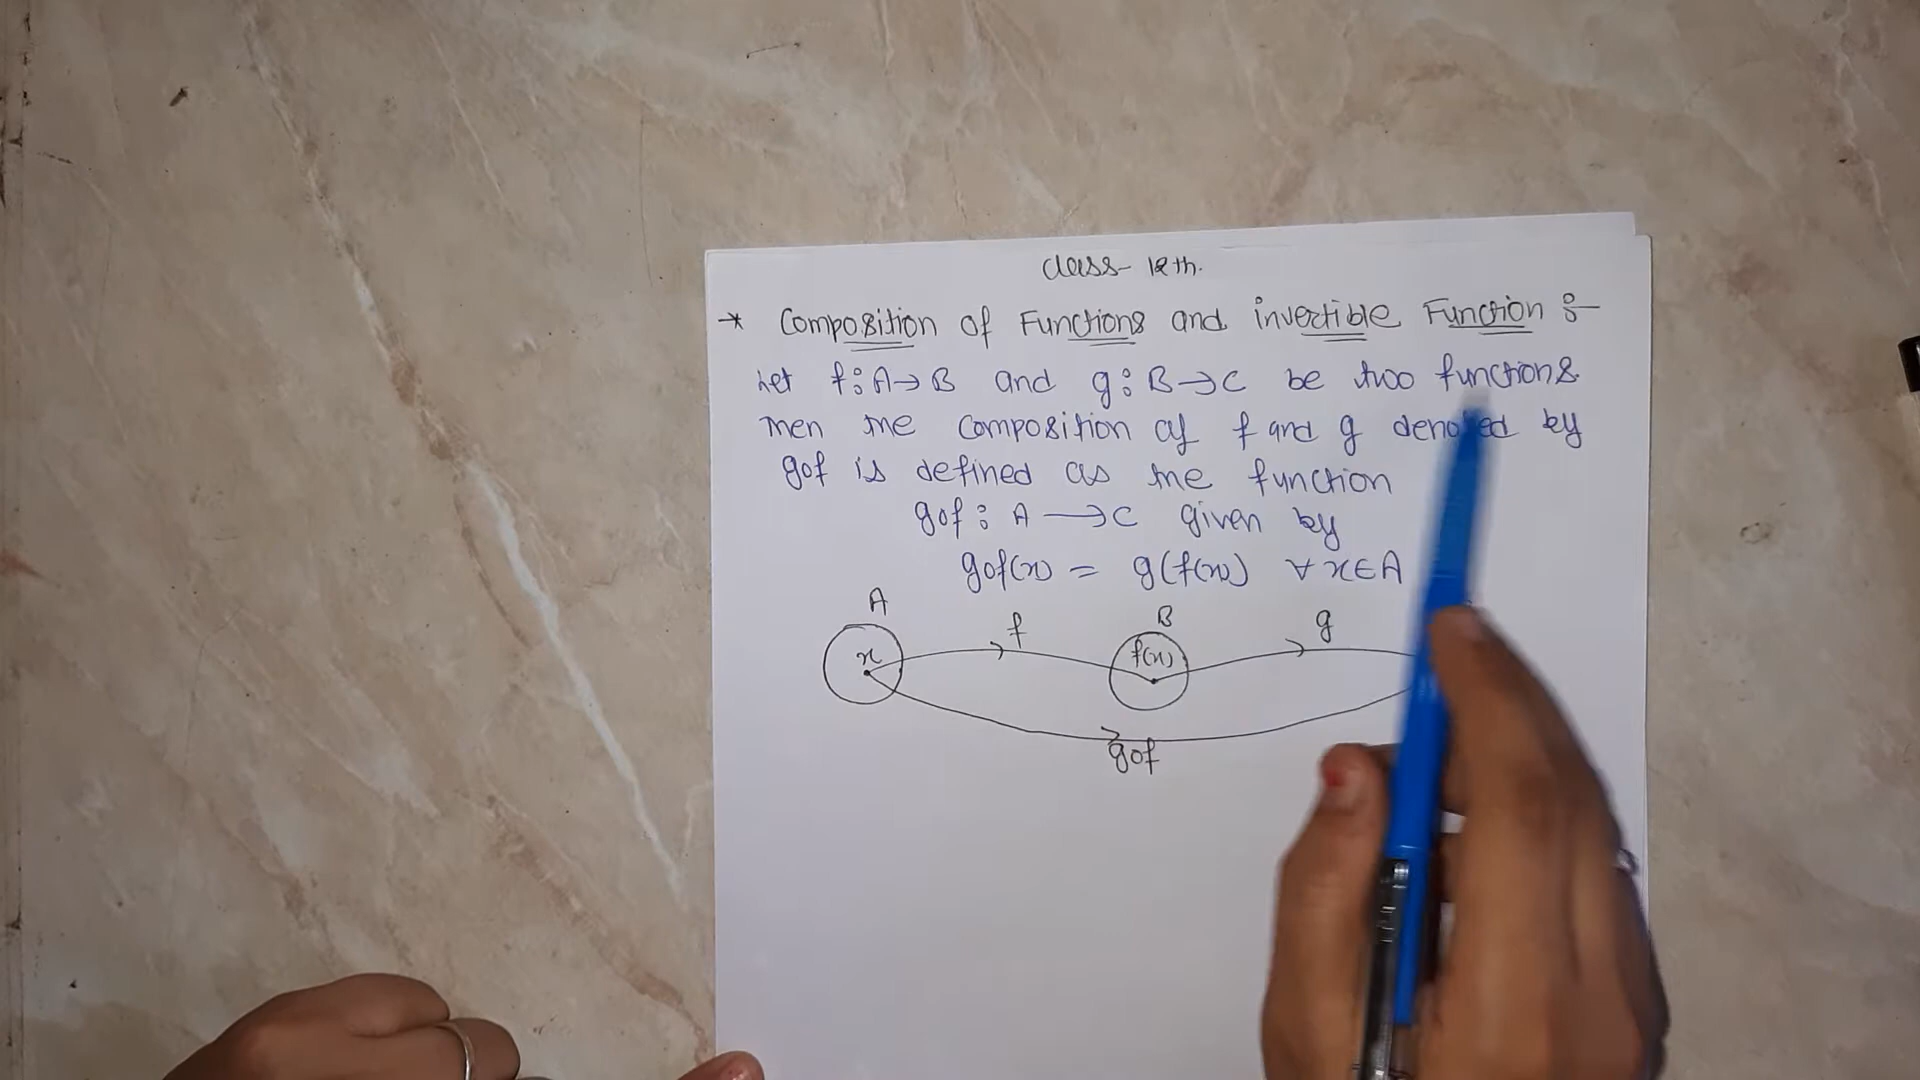 Class- 12th.
* Composition of Functions and invertible Function :-
Let f: A→B and g: B→C be two functions
then the composition of f and g denoted by
gof is defined as the function
gof: A → C given by
gof(x) = g(f(x)) ∀ x∈A
A f B g
x f(x)
gof